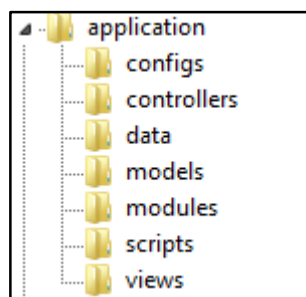 application
configs
controllers
data
models
modules
scripts
views